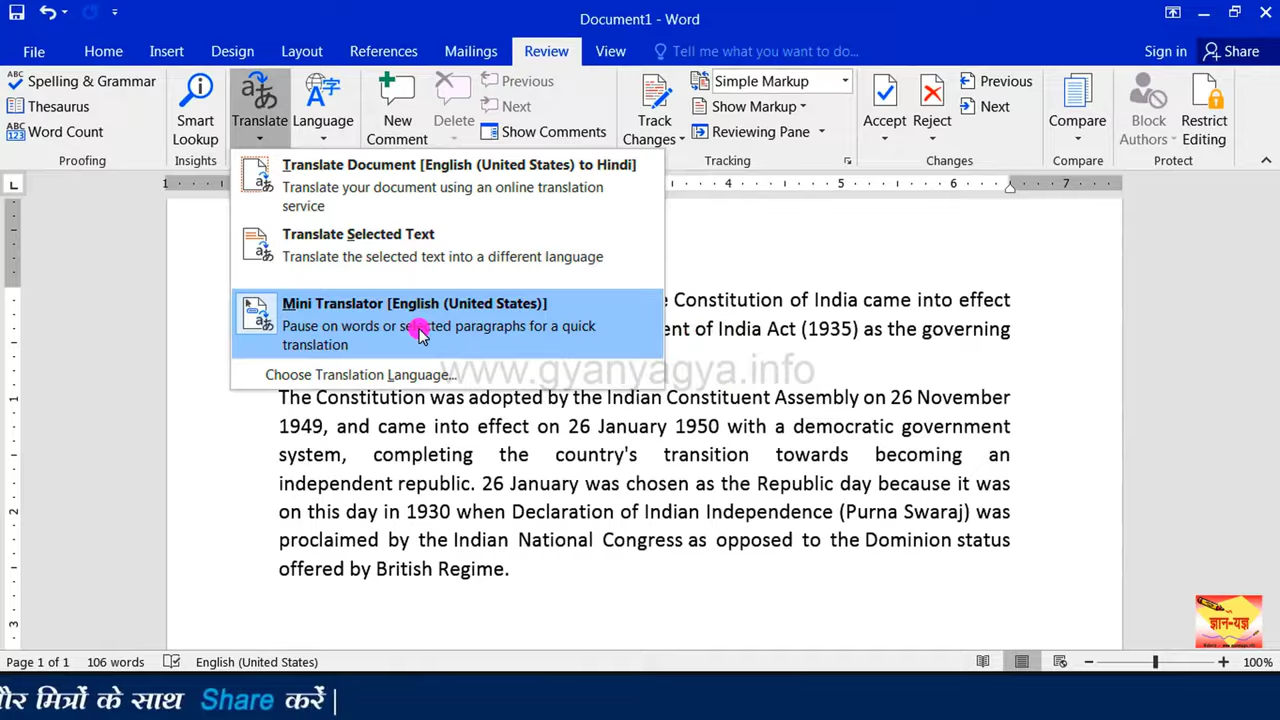 Document1 - Word
File Home Insert Design Layout References Mailings Review View Tell me what you want to do... Sign in Share
Spelling & Grammar
Thesaurus
Word Count
Proofing
Smart Lookup
Insights
Translate
Language
New Comment
Delete
Previous
Next
Show Comments
Track Changes
Simple Markup
Show Markup
Reviewing Pane
Tracking
Accept
Reject
Previous
Next
Changes
Compare
Compare
Block Authors
Restrict Editing
Protect
Translate Document [English (United States) to Hindi]
Translate your document using an online translation
service
Translate Selected Text
Translate the selected text into a different language
Mini Translator [English (United States)]
Pause on words or selected paragraphs for a quick
translation
Choose Translation Language...
L
1 4 5 6 7
Constitution of India came into effect
of India Act (1935) as the governing
www.gyanyagya.info
The Constitution was adopted by the Indian Constituent Assembly on 26 November
1949, and came into effect on 26 January 1950 with a democratic government
system, completing the country's transition towards becoming an
independent republic. 26 January was chosen as the Republic day because it was
on this day in 1930 when Declaration of Indian Independence (Purna Swaraj) was
proclaimed by the Indian National Congress as opposed to the Dominion status
offered by British Regime.
1
2
3
ज्ञान-यज्ञ
Page 1 of 1 106 words English (United States) 100%
मित्रों के साथ Share करें